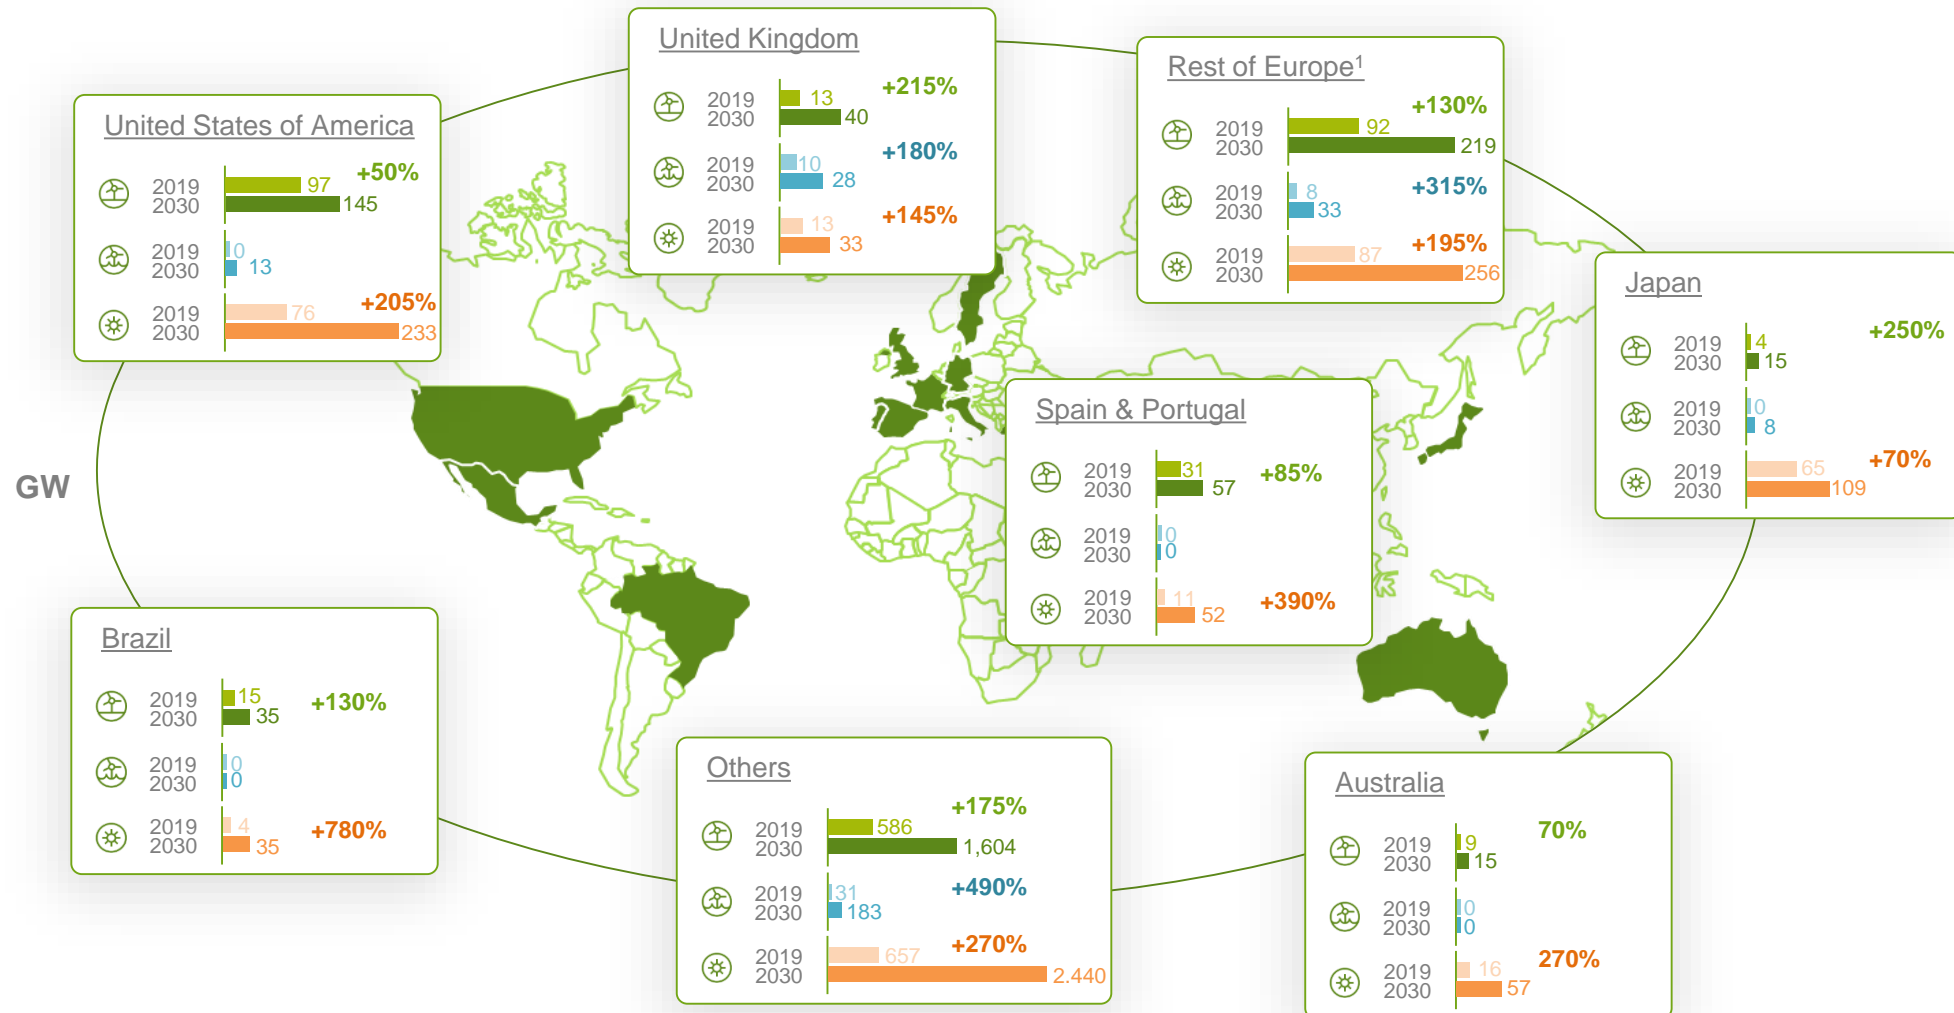 United Kingdom
2019 13 +215%
2030 40
2019 10 +180%
2030 28
2019 13 +145%
2030 33
Rest of Europe1
2019 92 +130%
2030 219
2019 8 +315%
2030 33
2019 87 +195%
2030 256
United States of America
2019 97 +50%
2030 145
2019 0
2030 13
2019 76 +205%
2030 233
Japan
2019 4 +250%
2030 15
2019 0
2030 8
2019 65 +70%
2030 109
Spain & Portugal
2019 31 +85%
2030 57
2019 0
2030 0
2019 11 +390%
2030 52
GW
Brazil
2019 15 +130%
2030 35
2019 0
2030 0
2019 4 +780%
2030 35
Others
2019 586 +175%
2030 1,604
2019 31 +490%
2030 183
2019 657 +270%
2030 2.440
Australia
2019 9 70%
2030 15
2019 0
2030 0
2019 16 270%
2030 57